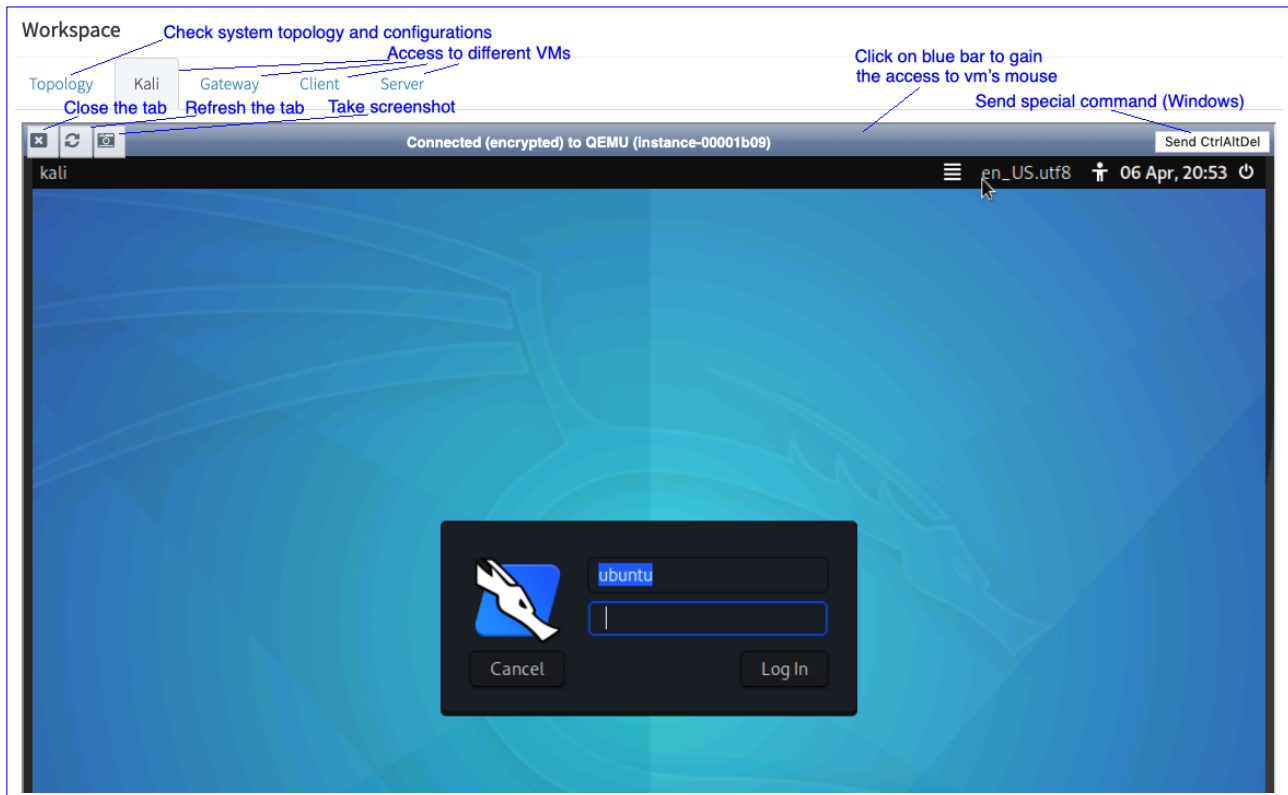 Workspace
Check system topology and configurations
Access to different VMs
Click on blue bar to gain
the access to vm's mouse
Topology Kali Gateway Client Server
Close the tab Refresh the tab Take screenshot
Send special command (Windows)
Connected (encrypted) to QEMU (instance-00001b09)
Send CtrlAltDel
kali
en_US.utf8 06 Apr, 20:53
ubuntu
Cancel Log In